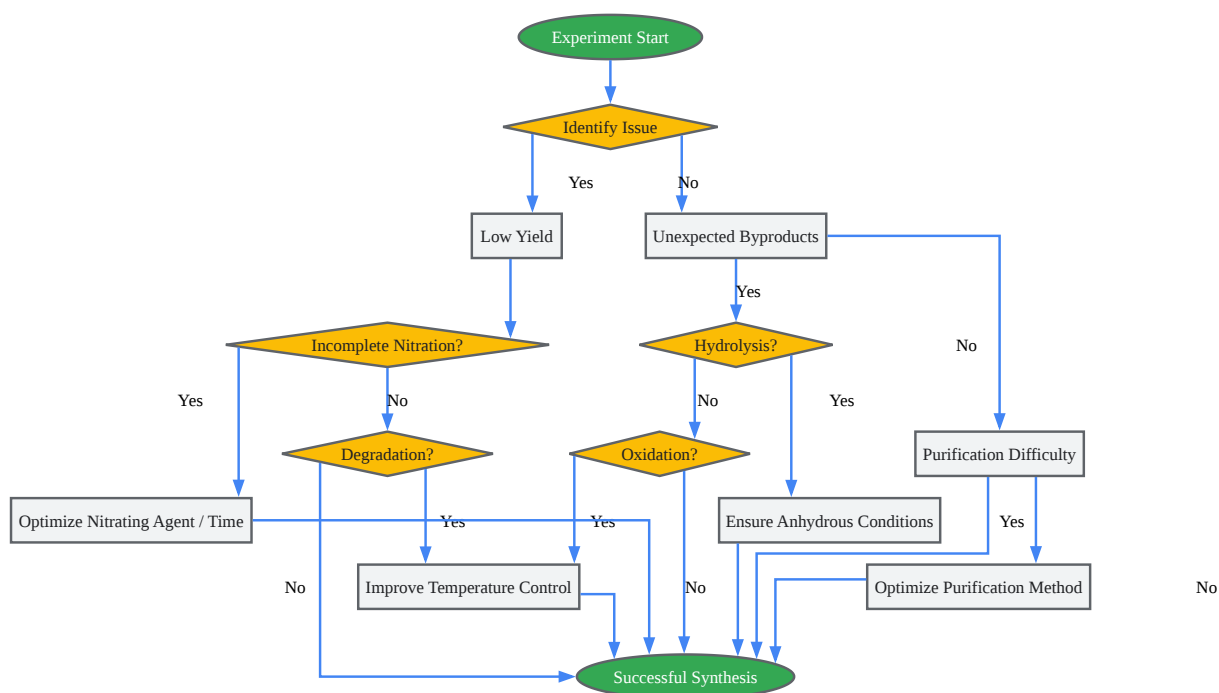 Experiment Start
Identify Issue
Yes
No
Low Yield
Unexpected Byproducts
Yes
Incomplete Nitration?
Hydrolysis?
No
Yes
No
No
Yes
Degradation?
Oxidation?
Purification Difficulty
Optimize Nitrating Agent / Time
Yes
Yes
Ensure Anhydrous Conditions
Yes
No
Improve Temperature Control
No
Optimize Purification Method
No
Successful Synthesis